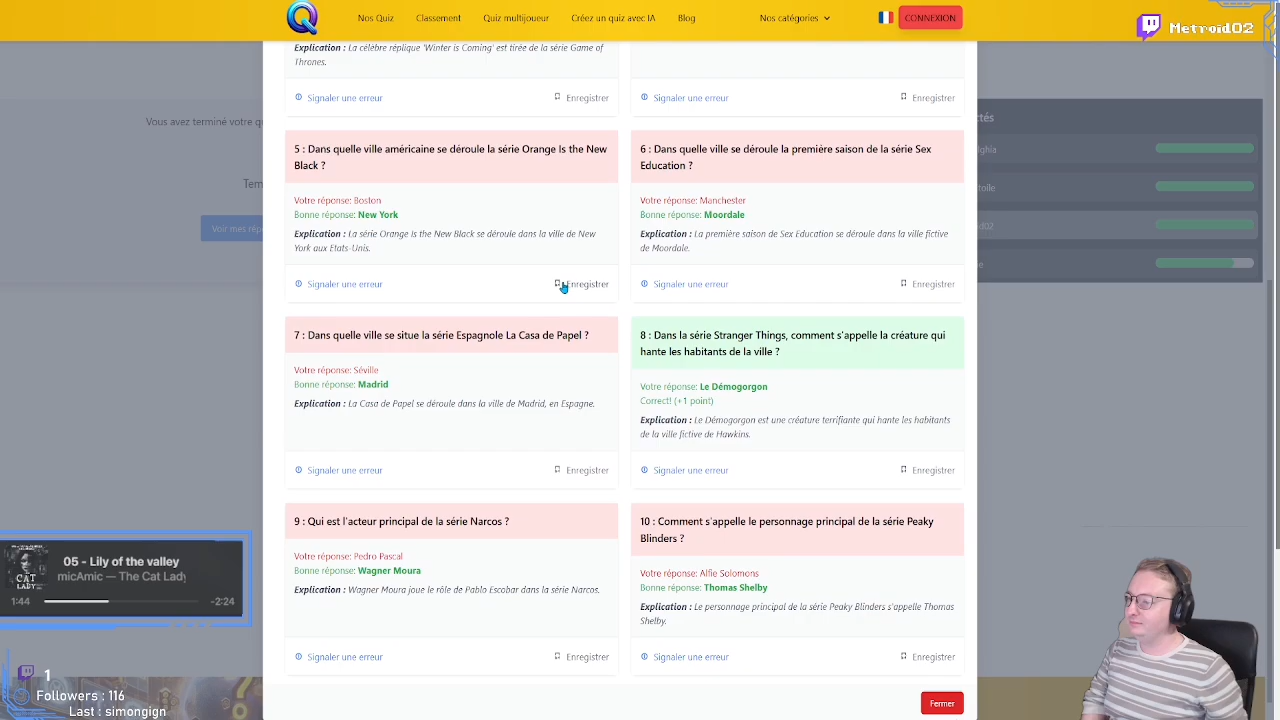 Nos Quiz
Classement
Quiz multijoueur
Créez un quiz avec IA
Blog
Nos catégories
CONNEXION
Metroid02
Explication : La célèbre réplique 'Winter is Coming' est tirée de la série Game of
Thrones.
Signaler une erreur
Enregistrer
Signaler une erreur
Enregistrer
Vous avez terminé votre
5 : Dans quelle ville américaine se déroule la série Orange Is the New
Black ?
Votre réponse: Boston
Bonne réponse: New York
Explication : La série Orange Is the New Black se déroule dans la ville de New
York aux Etats-Unis.
Signaler une erreur
Enregistrer
6 : Dans quelle ville se déroule la première saison de la série Sex
Education ?
Votre réponse: Manchester
Bonne réponse: Moordale
Explication : La première saison de Sex Education se déroule dans la ville fictive
de Moordale.
Signaler une erreur
Enregistrer
Voir mes
7 : Dans quelle ville se situe la série Espagnole La Casa de Papel ?
Votre réponse: Séville
Bonne réponse: Madrid
Explication : La Casa de Papel se déroule dans la ville de Madrid, en Espagne.
Signaler une erreur
Enregistrer
8 : Dans la série Stranger Things, comment s'appelle la créature qui
hante les habitants de la ville ?
Votre réponse: Le Démogorgon
Correct! (+1 point)
Explication : Le Démogorgon est une créature terrifiante qui hante les habitants
de la ville fictive de Hawkins.
Signaler une erreur
Enregistrer
9 : Qui est l'acteur principal de la série Narcos ?
Votre réponse: Pedro Pascal
Bonne réponse: Wagner Moura
Explication : Wagner Moura joue le rôle de Pablo Escobar dans la série Narcos.
Signaler une erreur
Enregistrer
10 : Comment s'appelle le personnage principal de la série Peaky
Blinders ?
Votre réponse: Alfie Solomons
Bonne réponse: Thomas Shelby
Explication : Le personnage principal de la série Peaky Blinders s'appelle Thomas
Shelby.
Signaler une erreur
Enregistrer
Fermer
CAT
LADY
05 - Lily of the valley
micAmic — The Cat Lady
1:44
-2:24
1
Followers : 116
Last : simongign